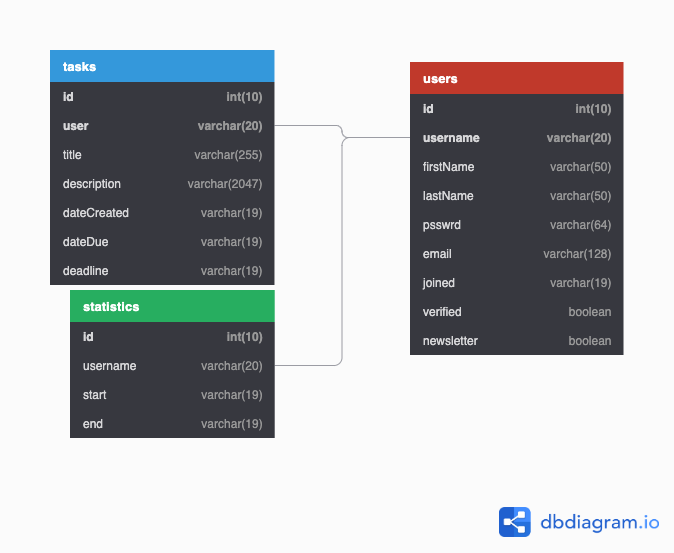 tasks
id int(10)
user varchar(20)
title varchar(255)
description varchar(2047)
dateCreated varchar(19)
dateDue varchar(19)
deadline varchar(19)
statistics
id int(10)
username varchar(20)
start varchar(19)
end varchar(19)
users
id int(10)
username varchar(20)
firstName varchar(50)
lastName varchar(50)
psswrd varchar(64)
email varchar(128)
joined varchar(19)
verified boolean
newsletter boolean
dbdiagram.io